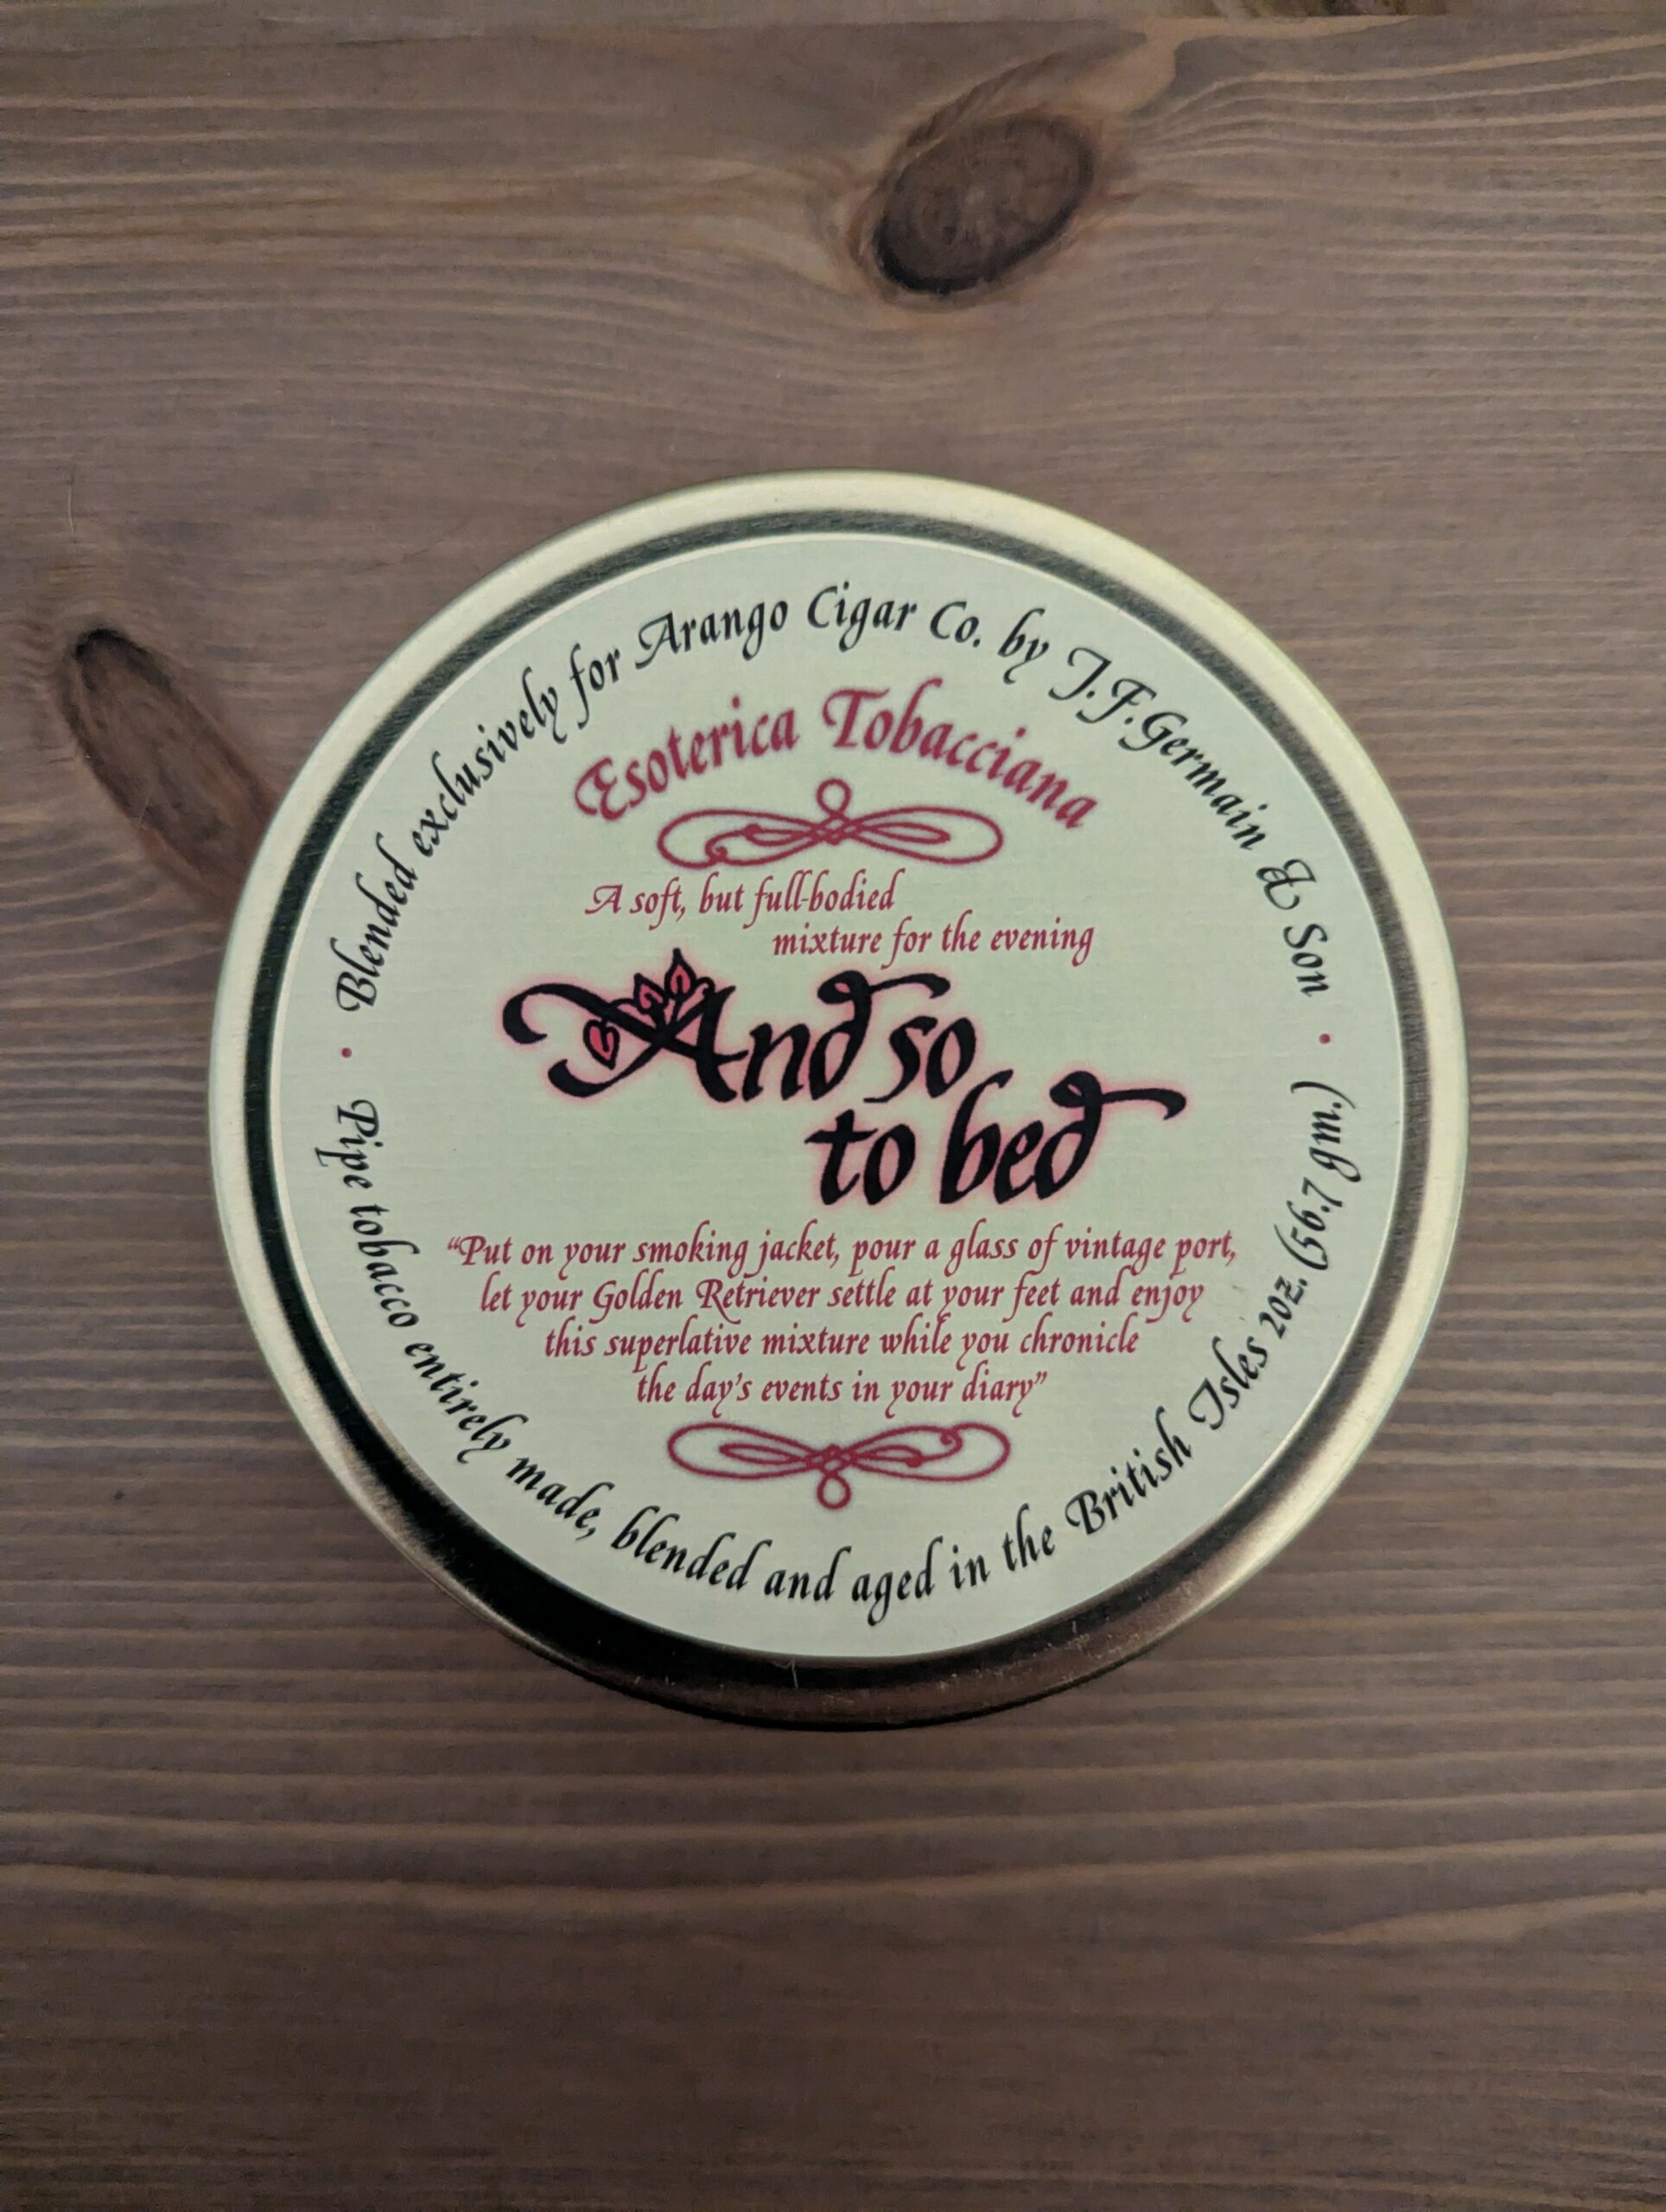 Blended exclusively for Arango Cigar Co. by J.F.Germain & Son
Esoterica Tobacciana
A soft, but full-bodied
mixture for the evening
And so
to bed
“Put on your smoking jacket, pour a glass of vintage port,
let your Golden Retriever settle at your feet and enjoy
this superlative mixture while you chronicle
the day's events in your diary”
Pipe tobacco entirely made, blended and aged in the British Isles 2oz. (56.7 gm.)